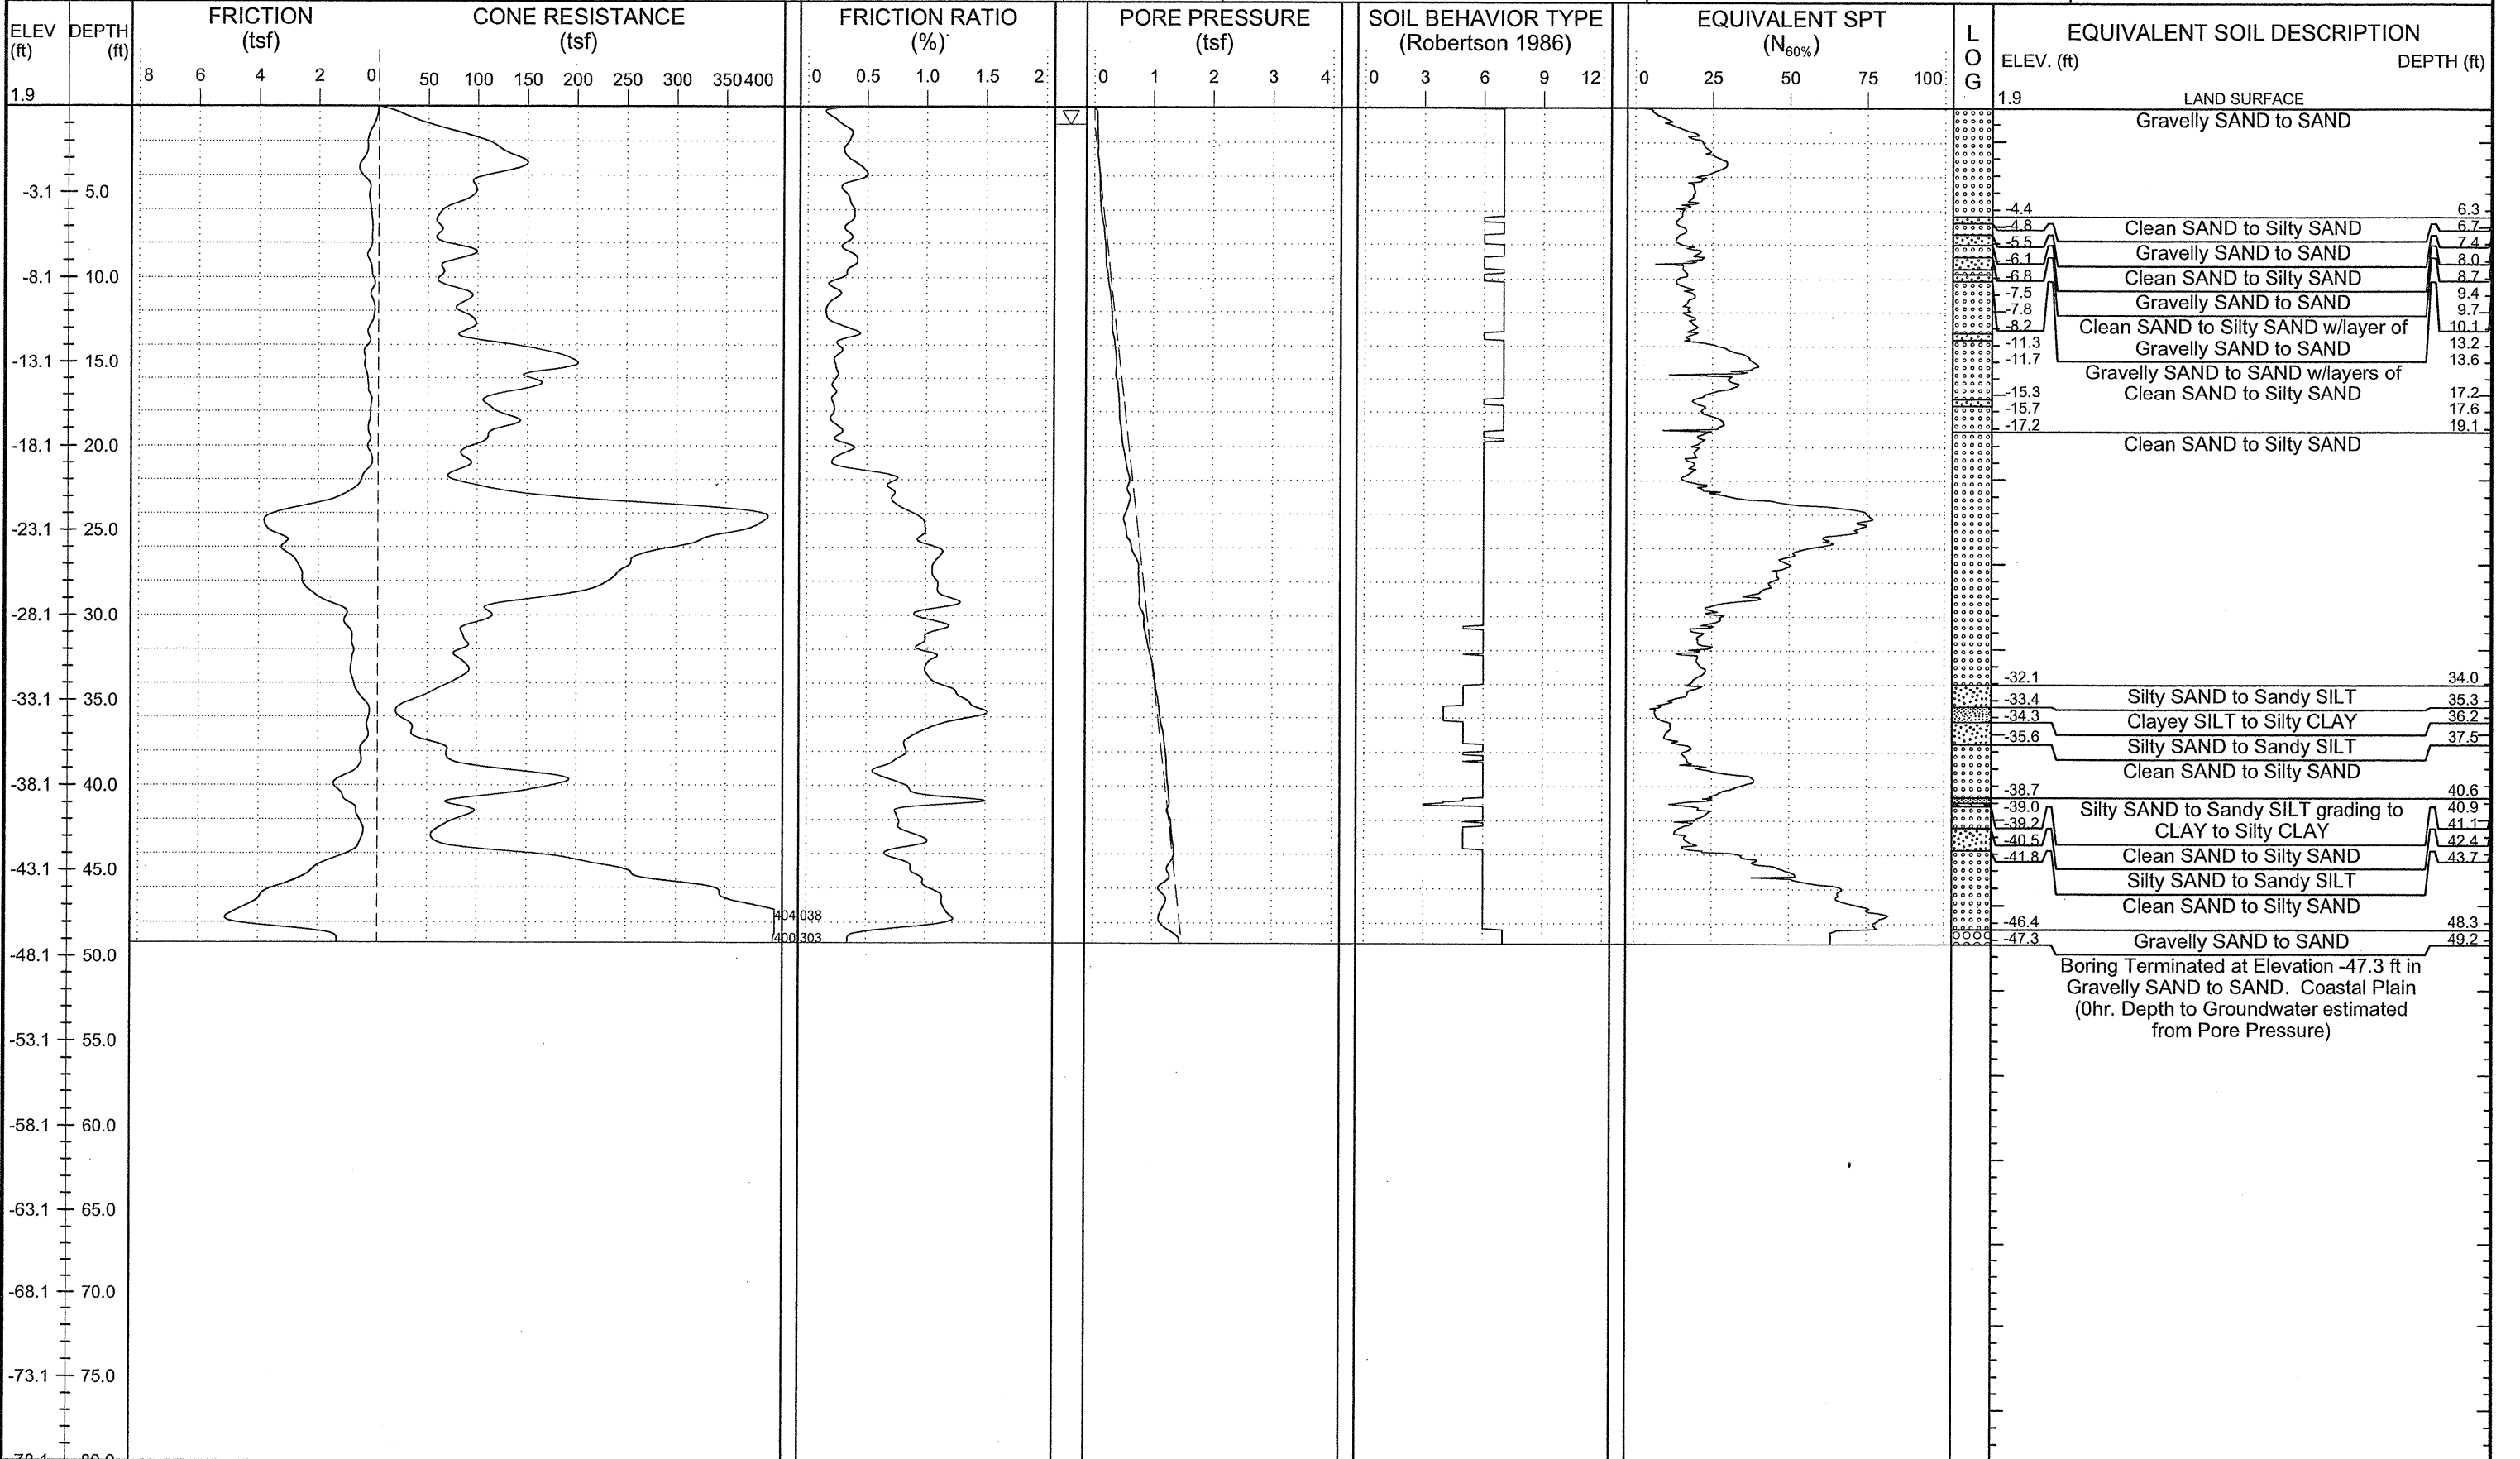 FRICTION
(tsf)
CONE RESISTANCE
(tsf)
FRICTION RATIO
(%)
PORE PRESSURE
(tsf)
SOIL BEHAVIOR TYPE
(Robertson 1986)
EQUIVALENT SPT
(N60%)
L
O
G
EQUIVALENT SOIL DESCRIPTION
ELEV. (ft) DEPTH (ft)
ELEV
(ft)
DEPTH
(ft)
8 6 4 2 0 50 100 150 200 250 300 350 400
0 0.5 1.0 1.5 2
0 1 2 3 4
0 3 6 9 12
0 25 50 75 100
1.9
1.9 LAND SURFACE
-3.1 5.0
-8.1 10.0
-13.1 15.0
-18.1 20.0
-23.1 25.0
-28.1 30.0
-33.1 35.0
-38.1 40.0
-43.1 45.0
-48.1 50.0
-53.1 55.0
-58.1 60.0
-63.1 65.0
-68.1 70.0
-73.1 75.0
404.038
400.303
Gravelly SAND to SAND
-4.4 6.3
-4.8 Clean SAND to Silty SAND 6.7
-5.5 7.4
Gravelly SAND to SAND
-6.1 8.0
-6.8 Clean SAND to Silty SAND 8.7
-7.5 9.4
-7.8 Gravelly SAND to SAND 9.7
-8.2 Clean SAND to Silty SAND w/layer of 10.1
-11.3 Gravelly SAND to SAND 13.2
-11.7 13.6
Gravelly SAND to SAND w/layers of
-15.3 Clean SAND to Silty SAND 17.2
-15.7 17.6
-17.2 19.1
Clean SAND to Silty SAND
-32.1 34.0
-33.4 Silty SAND to Sandy SILT 35.3
-34.3 Clayey SILT to Silty CLAY 36.2
-35.6 37.5
Silty SAND to Sandy SILT
Clean SAND to Silty SAND
-38.7 40.6
-39.0 Silty SAND to Sandy SILT grading to 40.9
-39.2 CLAY to Silty CLAY 41.1
-40.5 42.4
-41.8 Clean SAND to Silty SAND 43.7
Silty SAND to Sandy SILT
Clean SAND to Silty SAND
-46.4 48.3
-47.3 Gravelly SAND to SAND 49.2
Boring Terminated at Elevation -47.3 ft in
Gravelly SAND to SAND. Coastal Plain
(0hr. Depth to Groundwater estimated
from Pore Pressure)